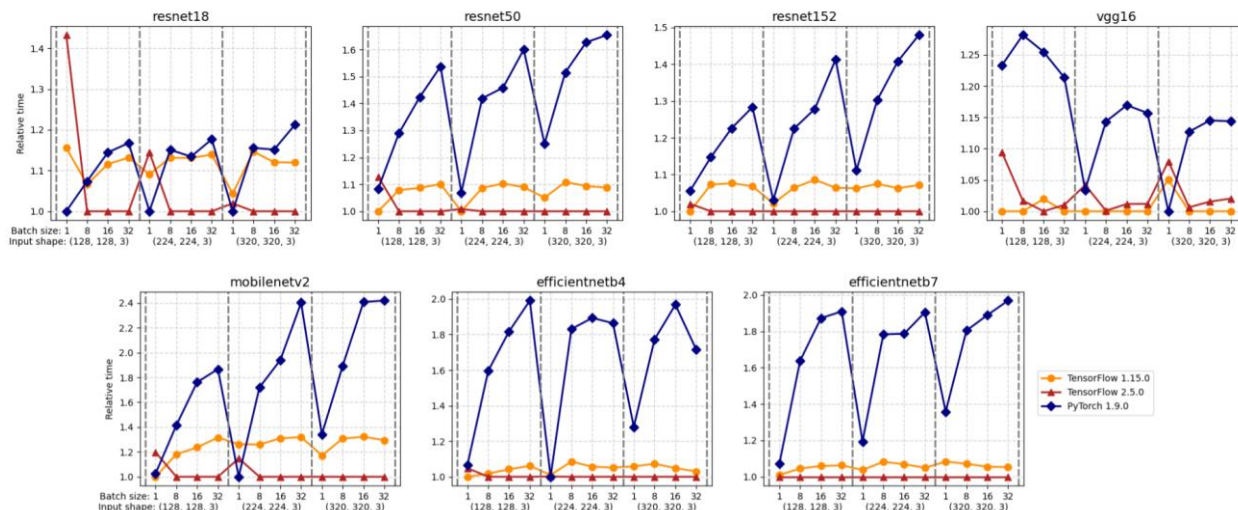 resnet18
resnet50
resnet152
vgg16
Relative time
1.4
1.3
1.2
1.1
1.0
1.6
1.5
1.4
1.3
1.2
1.1
1.0
1.5
1.4
1.3
1.2
1.1
1.0
1.25
1.20
1.15
1.10
1.05
1.00
Batch size: 1 8 16 32 1 8 16 32 1 8 16 32
Input shape: (128, 128, 3) (224, 224, 3) (320, 320, 3)
1 8 16 32 1 8 16 32 1 8 16 32
(128, 128, 3) (224, 224, 3) (320, 320, 3)
1 8 16 32 1 8 16 32 1 8 16 32
(128, 128, 3) (224, 224, 3) (320, 320, 3)
1 8 16 32 1 8 16 32 1 8 16 32
(128, 128, 3) (224, 224, 3) (320, 320, 3)
mobilenetv2
efficientnetb4
efficientnetb7
Relative time
2.4
2.2
2.0
1.8
1.6
1.4
1.2
1.0
2.0
1.8
1.6
1.4
1.2
1.0
2.0
1.8
1.6
1.4
1.2
1.0
Batch size: 1 8 16 32 1 8 16 32 1 8 16 32
Input shape: (128, 128, 3) (224, 224, 3) (320, 320, 3)
1 8 16 32 1 8 16 32 1 8 16 32
(128, 128, 3) (224, 224, 3) (320, 320, 3)
1 8 16 32 1 8 16 32 1 8 16 32
(128, 128, 3) (224, 224, 3) (320, 320, 3)
TensorFlow 1.15.0
TensorFlow 2.5.0
PyTorch 1.9.0